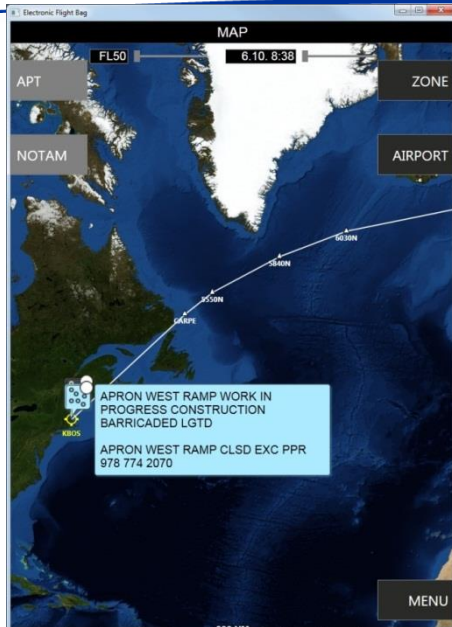 Electronic Flight Bag
MAP
FL50
6.10. 8:38
APT
ZONE
NOTAM
AIRPORT
6030N
5840N
5550N
CARPE
APRON WEST RAMP WORK IN
PROGRESS CONSTRUCTION
BARRICADED LGTD
APRON WEST RAMP CLSD EXC PPR
978 774 2070
KBOS
MENU